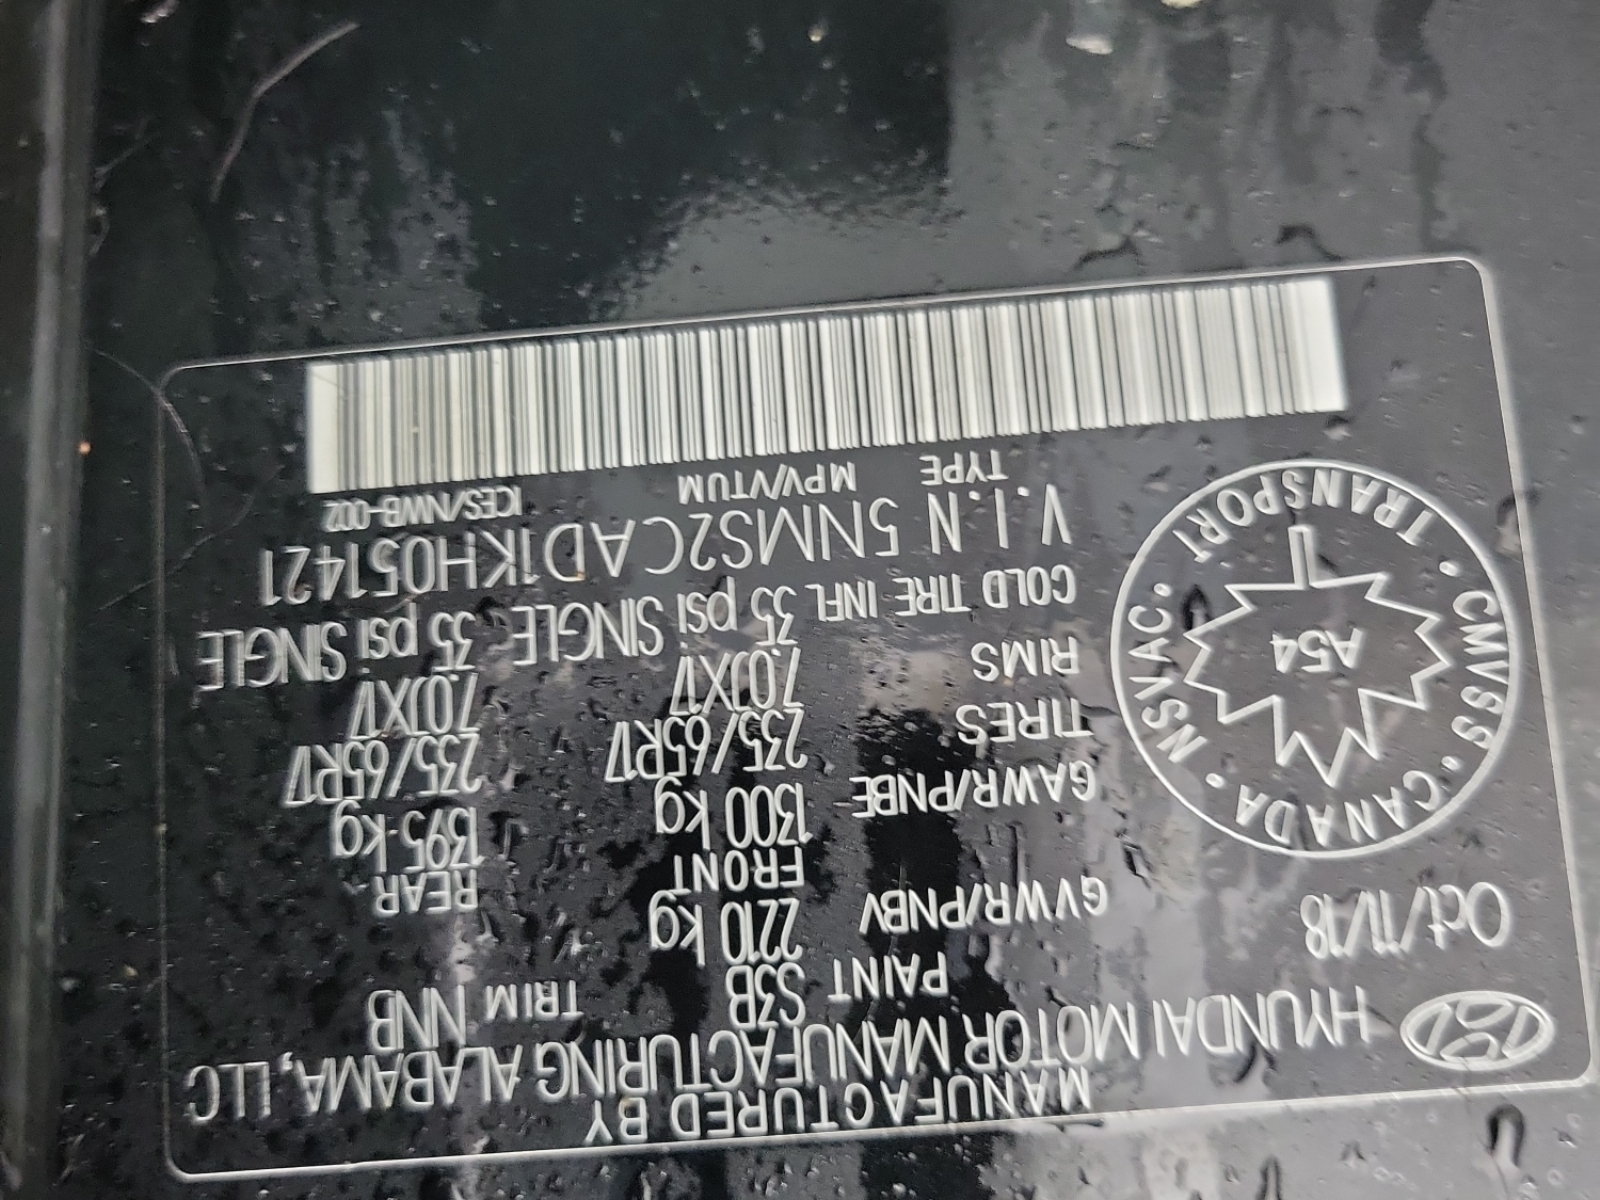 MANUFACTURED BY
HYUNDAI MOTOR MANUFACTURING ALABAMA, LLC
PAINT S3B TRIM NNB
Oct/11/18
GVWR/PNBV 2210 kg
FRONT REAR
GAWR/PNBE 1300 kg 1395 kg
TIRES 235/65R17 235/65R17
RIMS 7.0JX17 7.0JX17
COLD TIRE INFL 35 psi SINGLE 35 psi SINGLE
V.I.N 5NMS2CAD1KH051421
TYPE MPV/VTUM ICES/NMB-002
CANADA • CMVSS • TRANSPORT • NSVAC
A54